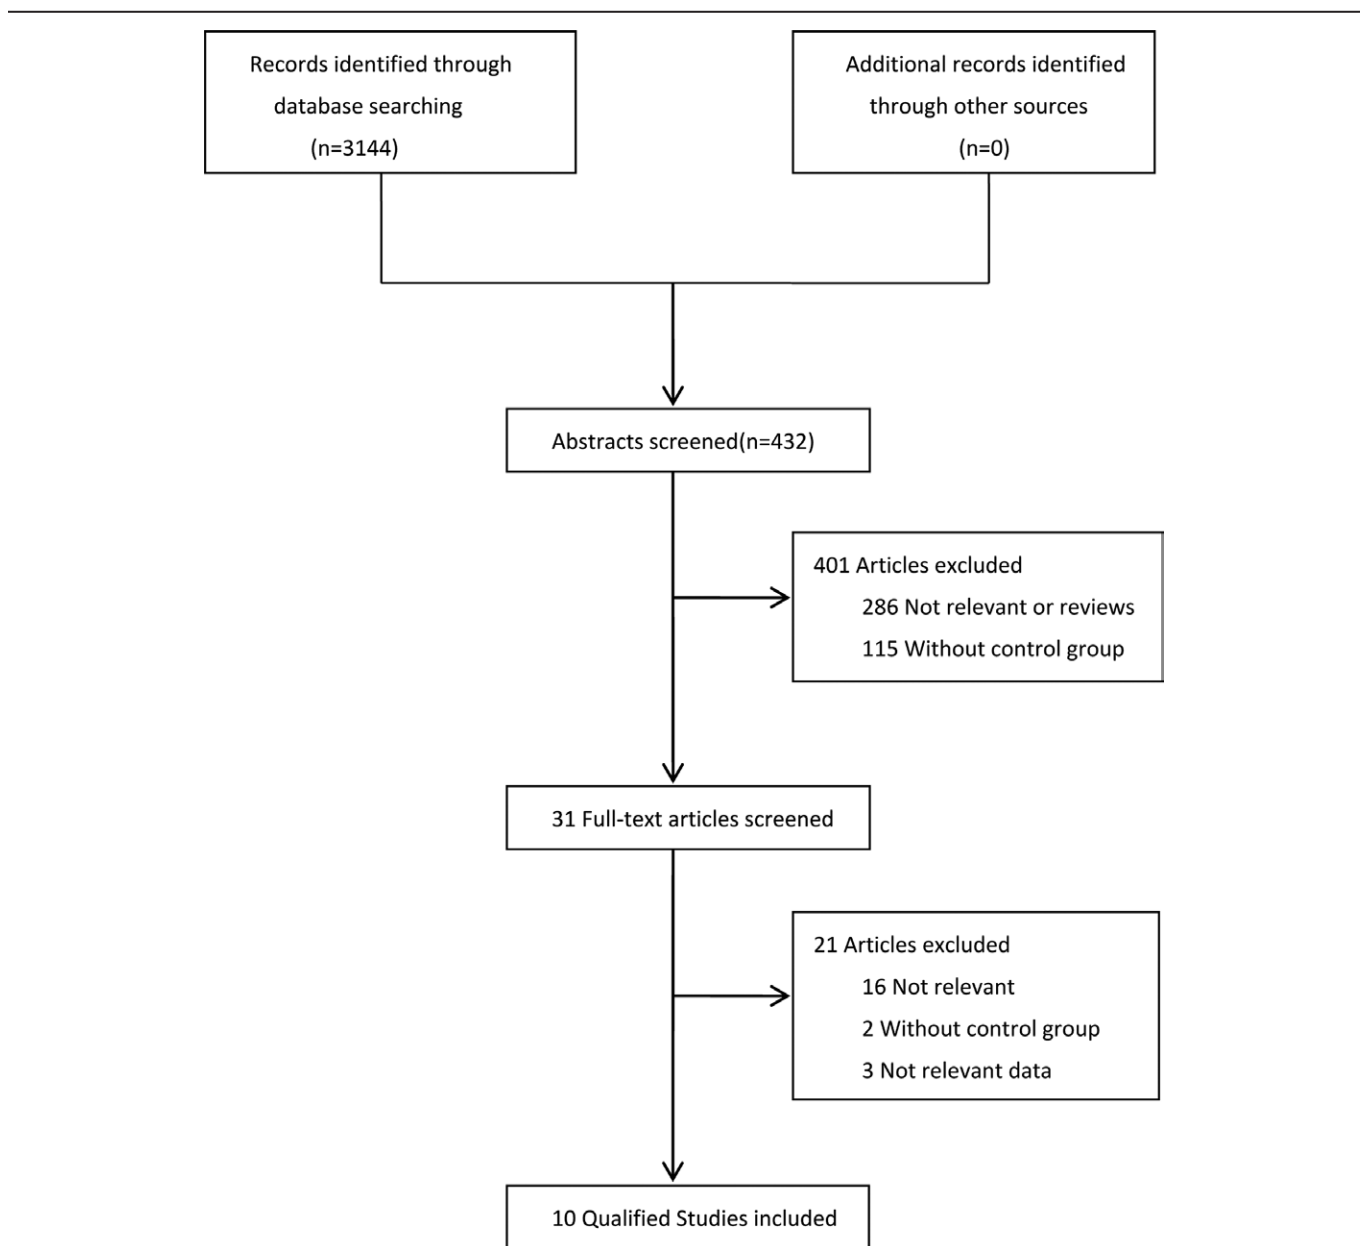 Records identified through
database searching
(n=3144)
Additional records identified
through other sources
(n=0)
Abstracts screened(n=432)
401 Articles excluded
286 Not relevant or reviews
115 Without control group
31 Full-text articles screened
21 Articles excluded
16 Not relevant
2 Without control group
3 Not relevant data
10 Qualified Studies included